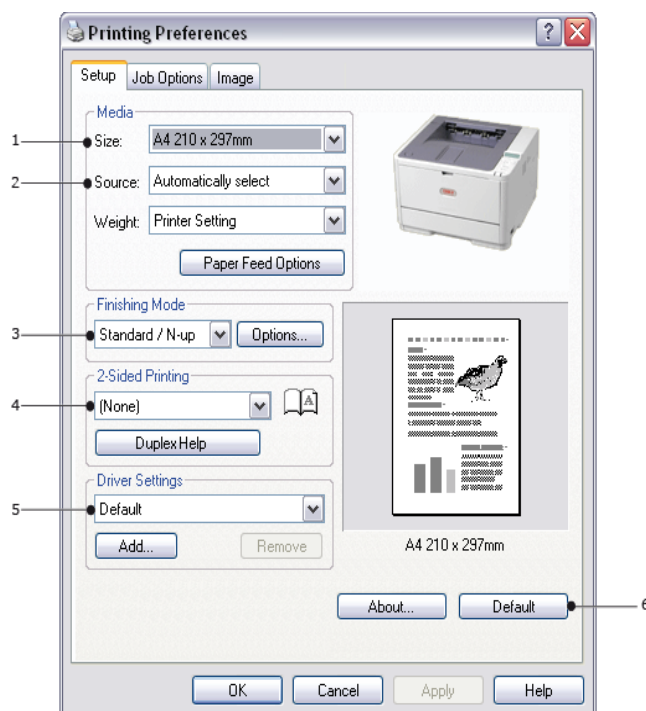 Printing Preferences
Setup Job Options Image
Media
1 Size: A4 210 x 297mm
2 Source: Automatically select
Weight: Printer Setting
Paper Feed Options
Finishing Mode
3 Standard / N-up Options...
2-Sided Printing
4 (None) A
Duplex Help
Driver Settings
5 Default
Add... Remove
A4 210 x 297mm
About... Default 6
OK Cancel Apply Help